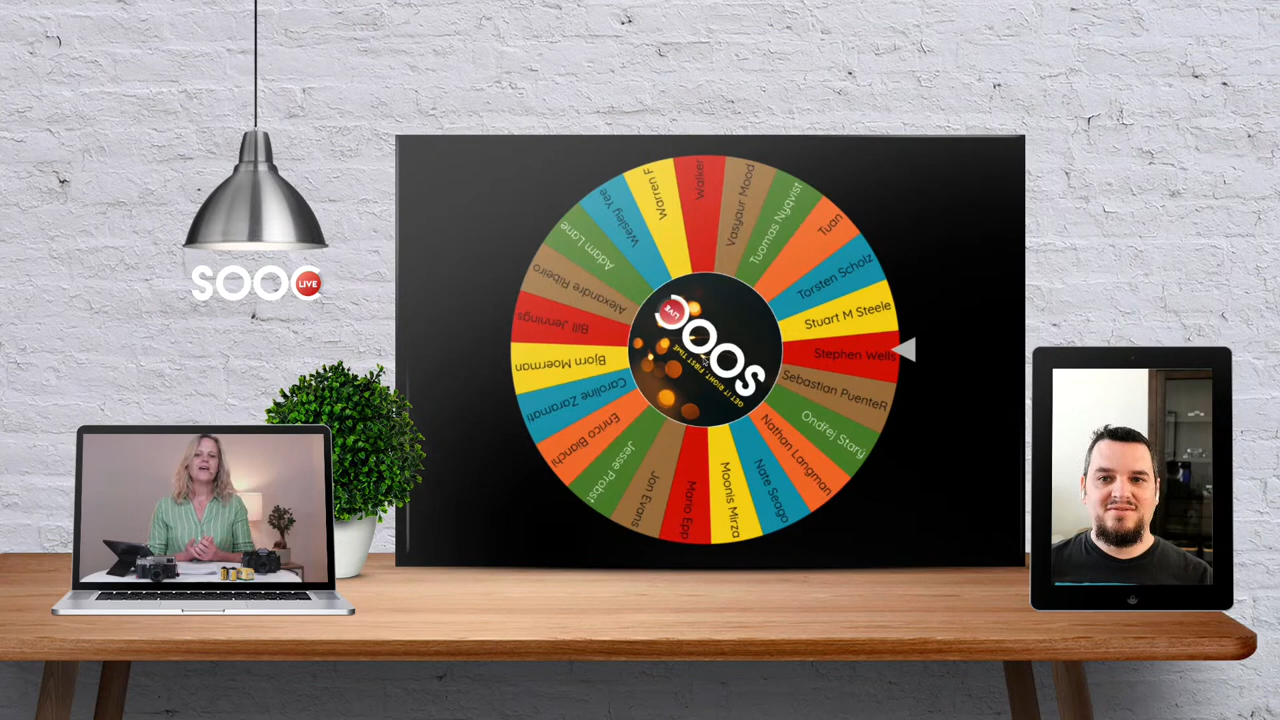 SOOC
LIVE
Walker
Vasyaur Mood
Tuomas Nyqvist
Tuan
Torsten Scholz
Stuart M Steele
Stephen Wells
Sebastian PuenteR
Ondřej Starý
Nathan Langman
Nate Seago
Moonis Mirza
Mario Epp
Jon Evans
Jesse Probst
Enrico Bianchi
Caroline Zaramati
Bjorn Moerman
Bill Jennings
Alexandre Ribeiro
Adam Lane
Wesley Yee
Warren F
SOOC
LIVE
GET IT RIGHT FIRST TIME